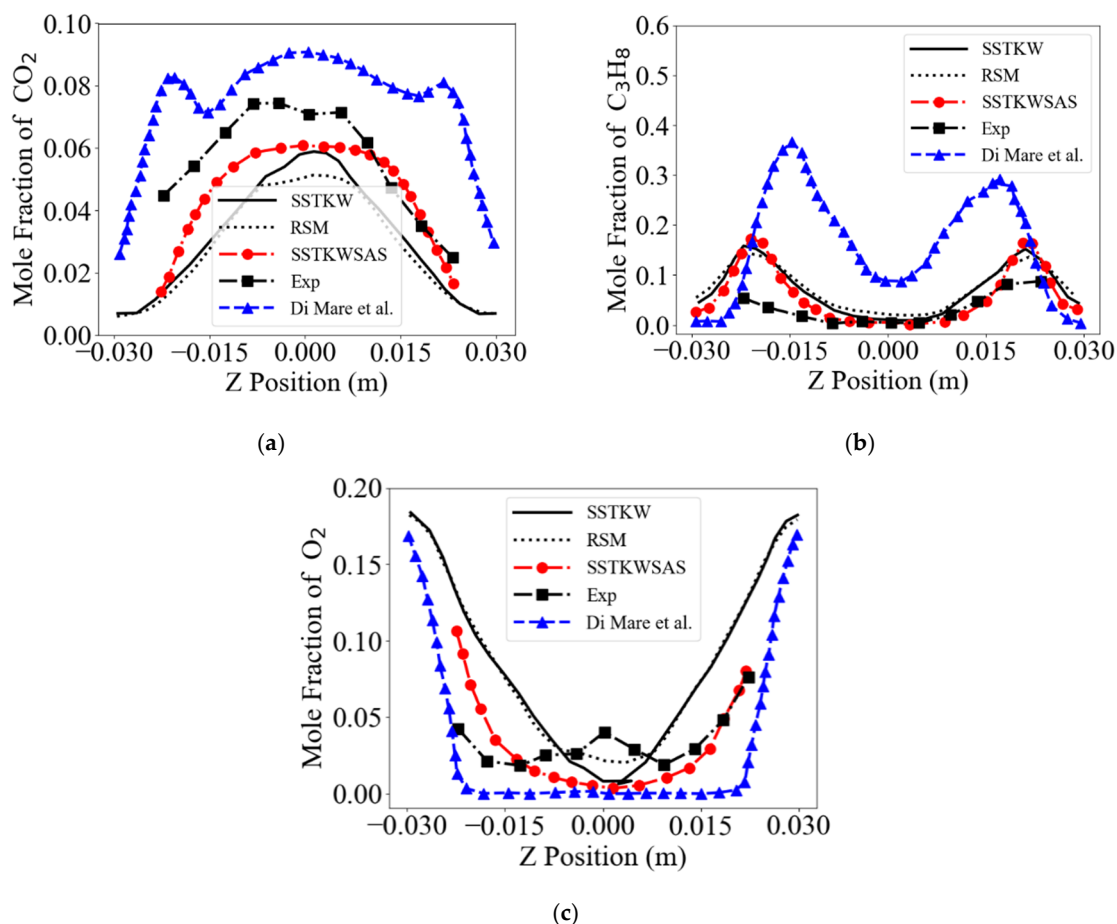 Mole Fraction of CO₂
0.10
0.08
0.06
0.04
0.02
0.00
SSTKW
RSM
SSTKWSAS
Exp
Di Mare et al.
−0.030 −0.015 0.000 0.015 0.030
Z Position (m)
(a)
Mole Fraction of C₃H₈
0.6
0.5
0.4
0.3
0.2
0.1
0.0
SSTKW
RSM
SSTKWSAS
Exp
Di Mare et al.
−0.030 −0.015 0.000 0.015 0.030
Z Position (m)
(b)
Mole Fraction of O₂
0.20
0.15
0.10
0.05
0.00
SSTKW
RSM
SSTKWSAS
Exp
Di Mare et al.
−0.030 −0.015 0.000 0.015 0.030
Z Position (m)
(c)